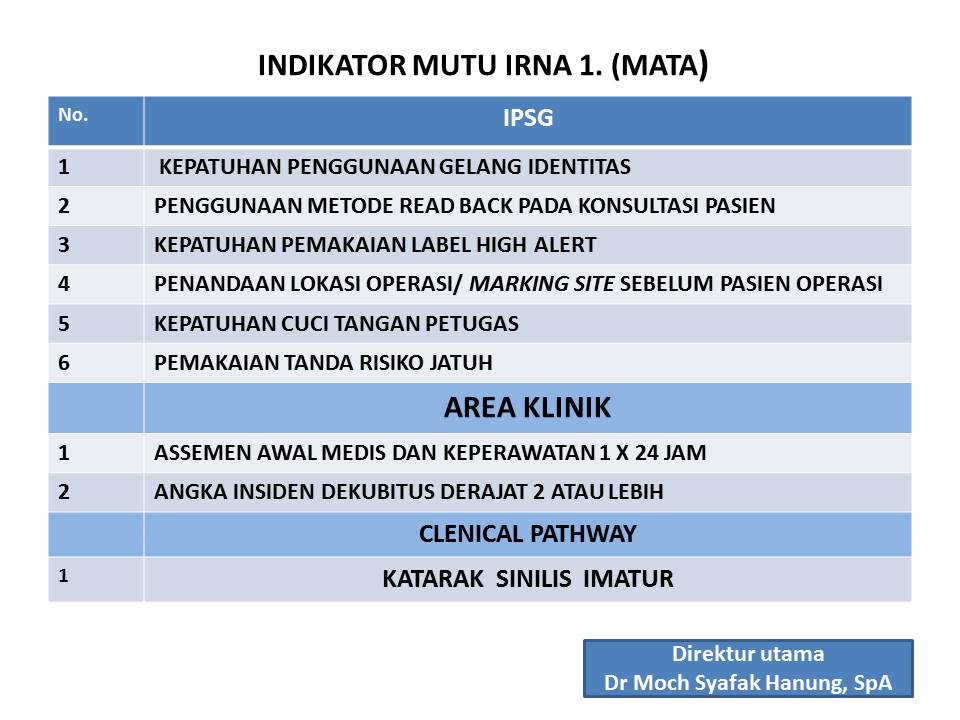 INDIKATOR MUTU IRNA 1. (MATA)
No. IPSG
1 KEPATUHAN PENGGUNAAN GELANG IDENTITAS
2 PENGGUNAAN METODE READ BACK PADA KONSULTASI PASIEN
3 KEPATUHAN PEMAKAIAN LABEL HIGH ALERT
4 PENANDAAN LOKASI OPERASI/ MARKING SITE SEBELUM PASIEN OPERASI
5 KEPATUHAN CUCI TANGAN PETUGAS
6 PEMAKAIAN TANDA RISIKO JATUH
AREA KLINIK
1 ASSEMEN AWAL MEDIS DAN KEPERAWATAN 1 X 24 JAM
2 ANGKA INSIDEN DEKUBITUS DERAJAT 2 ATAU LEBIH
CLENICAL PATHWAY
1 KATARAK SINILIS IMATUR
Direktur utama
Dr Moch Syafak Hanung, SpA